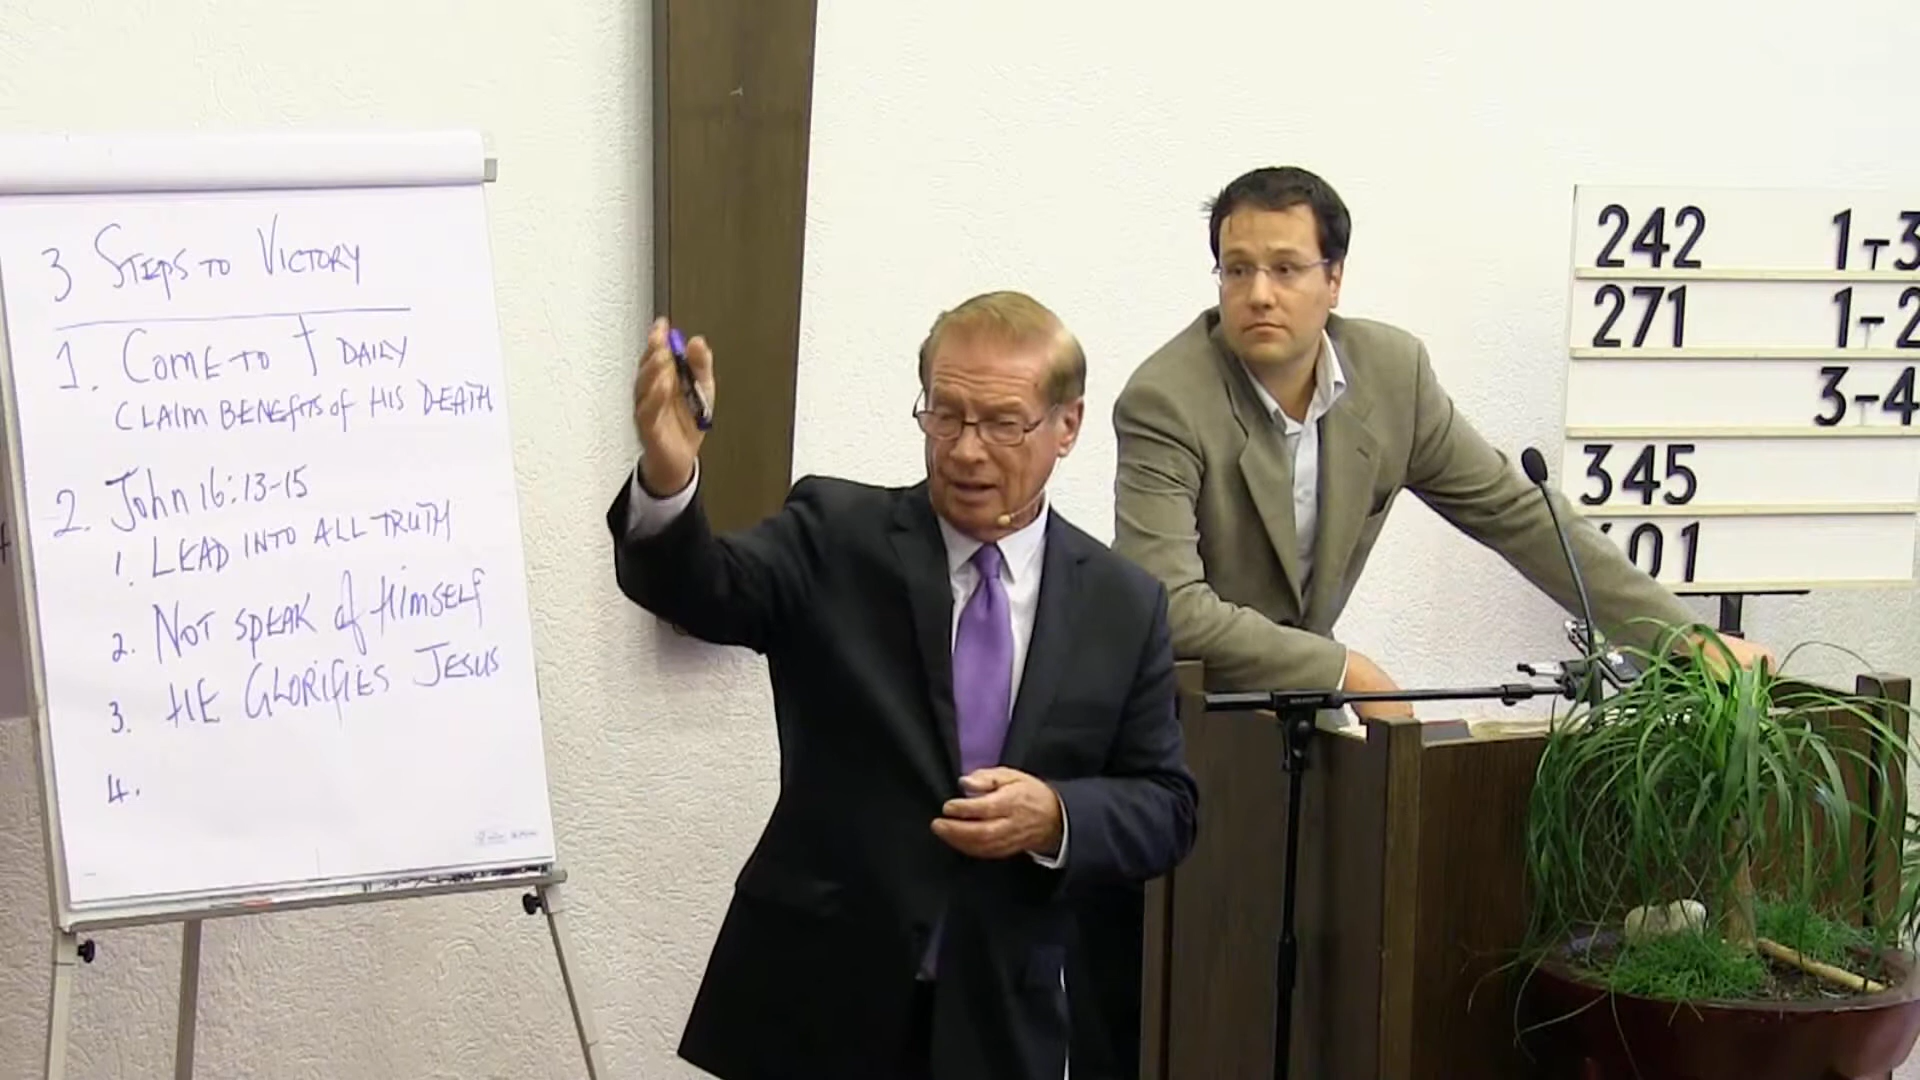 3 STEPS TO VICTORY
1. COME TO † DAILY
CLAIM BENEFITS of HIS DEATH
2. John 16:13-15
1. LEAD INTO ALL TRUTH
2. NOT SPEAK of HIMSELF
3. HE GLORIFIES JESUS
4.
242 1-3
271 1-2
3-4
345
101